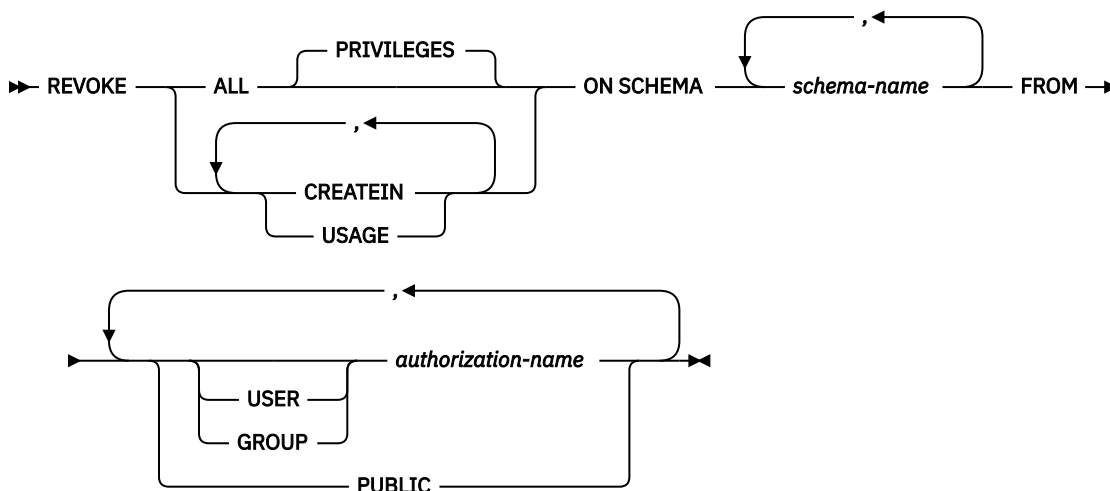 ,
PRIVILEGES
REVOKE ALL ON SCHEMA schema-name FROM
,
CREATEIN
USAGE
,
authorization-name
USER
GROUP
PUBLIC